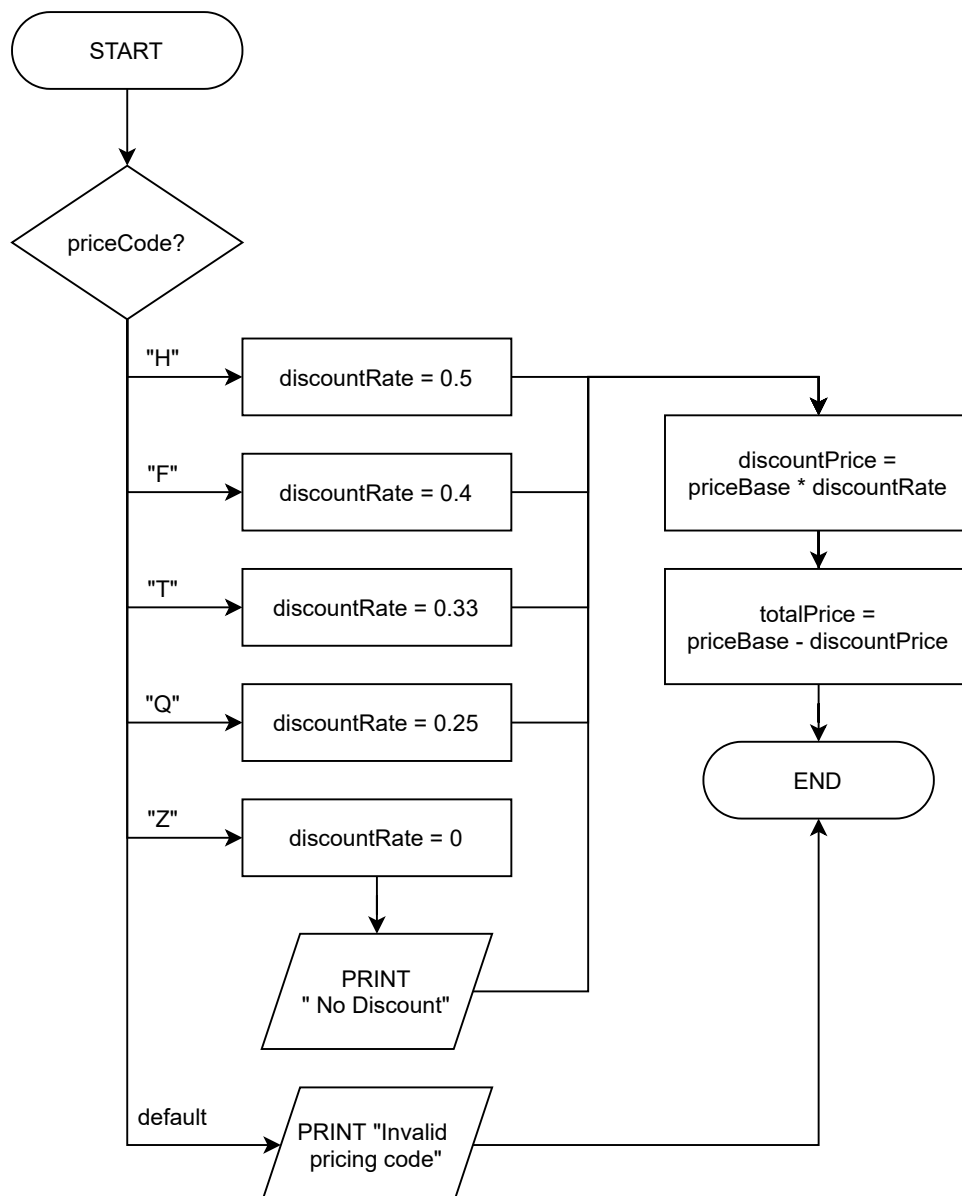 START
priceCode?
"H"
discountRate = 0.5
"F"
discountRate = 0.4
"T"
discountRate = 0.33
"Q"
discountRate = 0.25
"Z"
discountRate = 0
PRINT
" No Discount"
default
PRINT "Invalid
pricing code"
discountPrice =
priceBase * discountRate
totalPrice =
priceBase - discountPrice
END